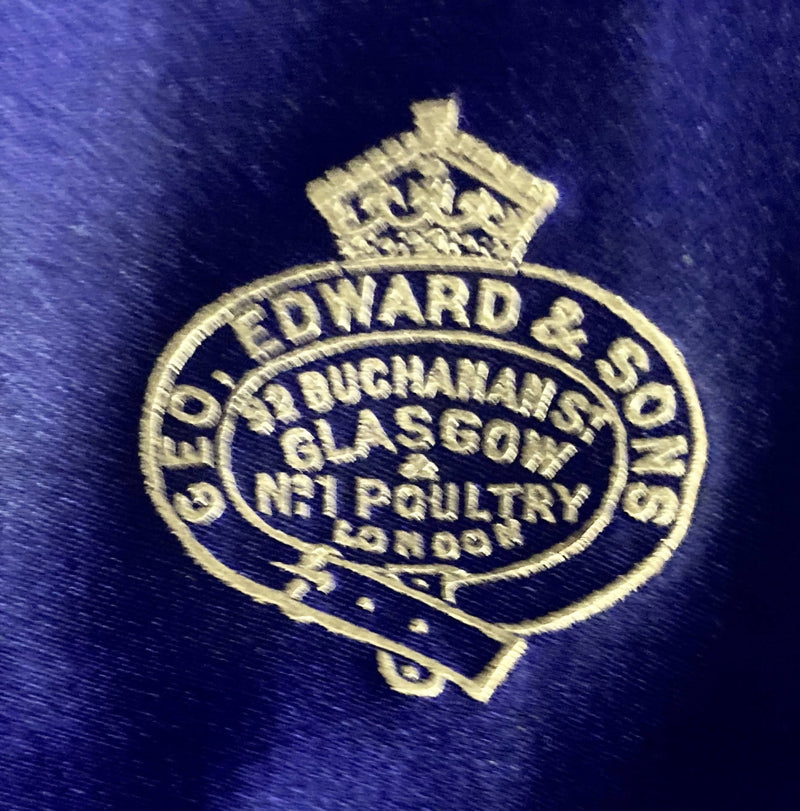 GEO, EDWARD & SONS
92 BUCHANAN ST
GLASGOW
&
No. 1 POULTRY
LONDON